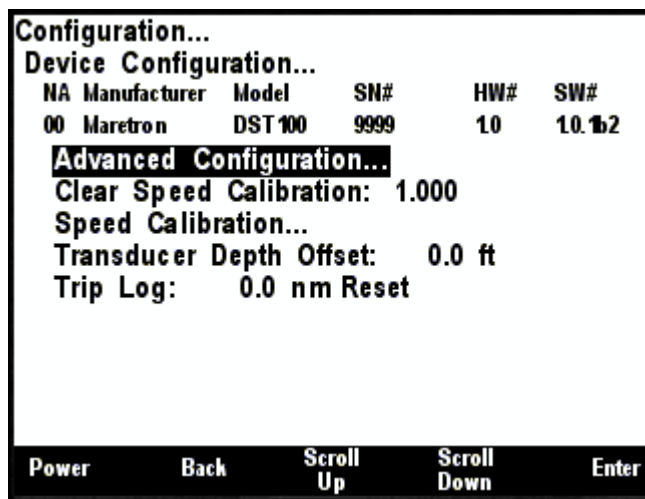 Configuration...
Device Configuration...
NA Manufacturer Model SN# HW# SW#
00 Maretron DST100 9999 1.0 1.0.1b2
Advanced Configuration...
Clear Speed Calibration: 1.000
Speed Calibration...
Transducer Depth Offset: 0.0 ft
Trip Log: 0.0 nm Reset
Power Back Scroll Up Scroll Down Enter